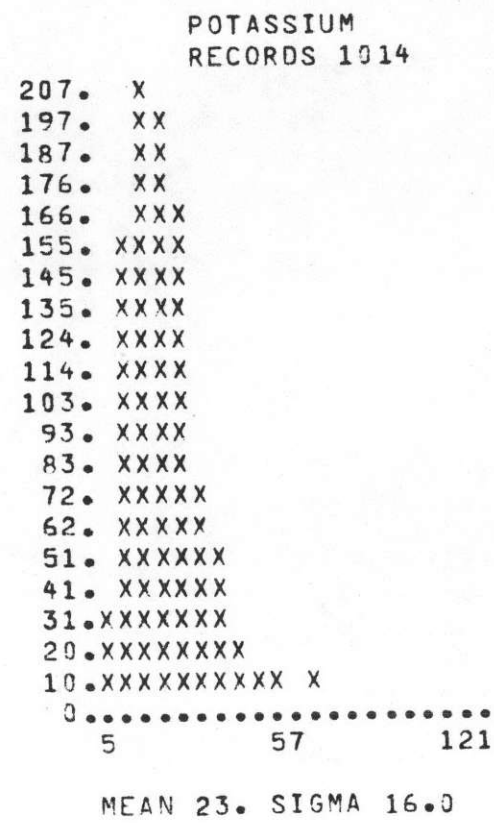 POTASSIUM
RECORDS 1014
207. X
197. XX
187. XX
176. XX
166. XXX
155. XXXX
145. XXXX
135. XXXX
124. XXXX
114. XXXX
103. XXXX
93. XXXX
83. XXXX
72. XXXXX
62. XXXXX
51. XXXXXX
41. XXXXXX
31.XXXXXXX
20.XXXXXXXX
10.XXXXXXXXXX X
0.......................
5 57 121
MEAN 23. SIGMA 16.0